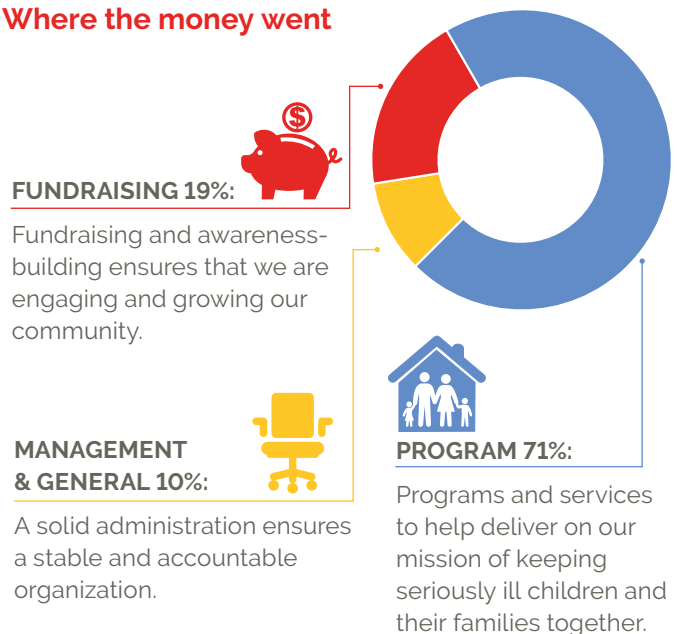 Where the money went
$
FUNDRAISING 19%:
Fundraising and awareness-
building ensures that we are
engaging and growing our
community.
MANAGEMENT
& GENERAL 10%:
A solid administration ensures
a stable and accountable
organization.
PROGRAM 71%:
Programs and services
to help deliver on our
mission of keeping
seriously ill children and
their families together.